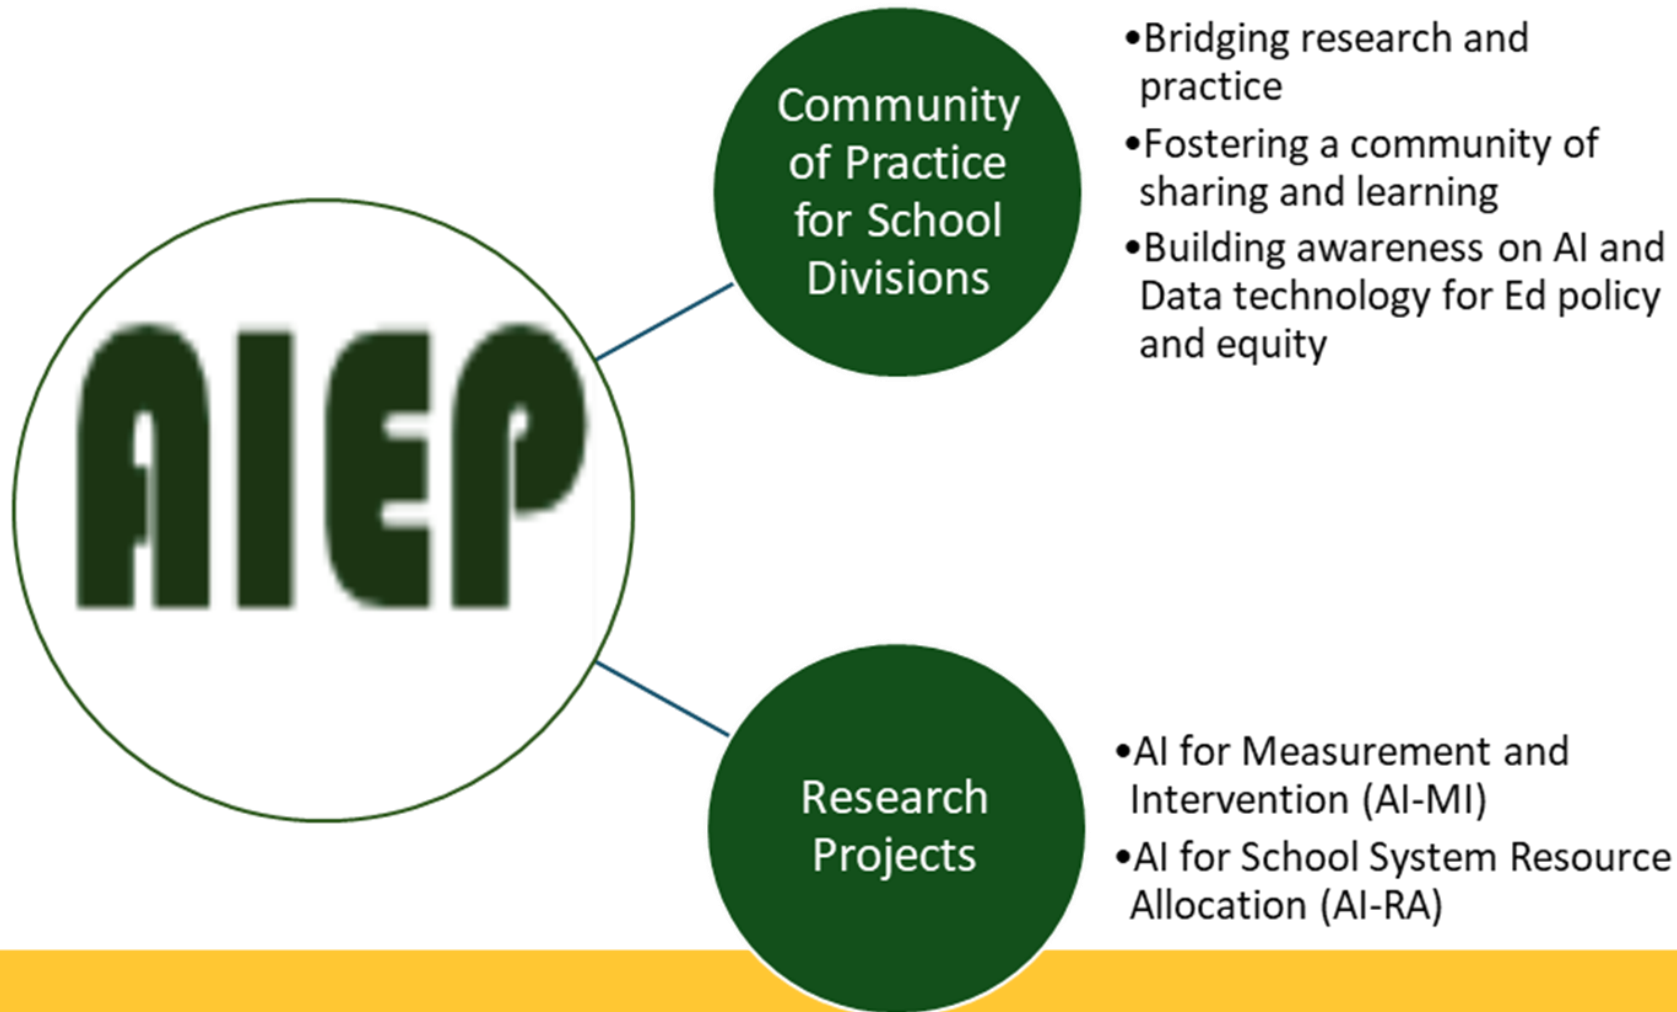 AIEP
Community
of Practice
for School
Divisions
•Bridging research and
practice
•Fostering a community of
sharing and learning
•Building awareness on AI and
Data technology for Ed policy
and equity
Research
Projects
•AI for Measurement and
Intervention (AI-MI)
•AI for School System Resource
Allocation (AI-RA)